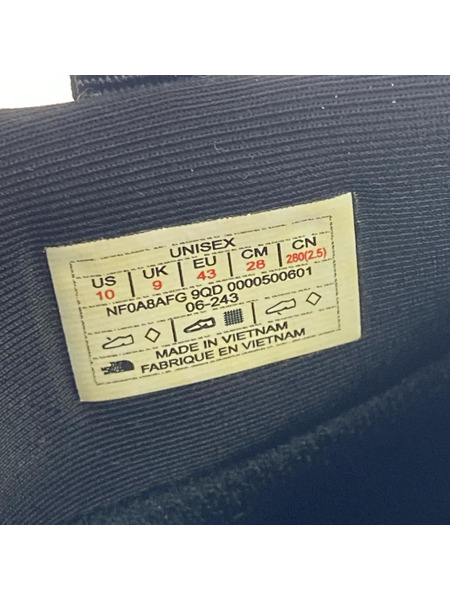 UNISEX
US UK EU CM CN
10 9 43 28 280(2.5)
NF0A8AFG 9QD 0000500601
06-243
MADE IN VIETNAM
FABRIQUE EN VIETNAM